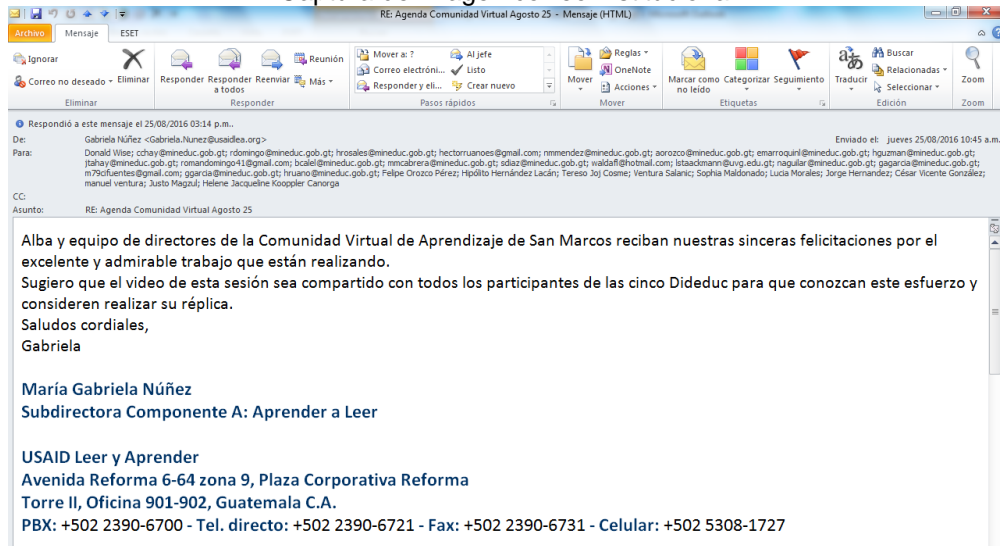 RE: Agenda Comunidad Virtual Agosto 25 - Mensaje (HTML)
Archivo Mensaje ESET
Ignorar
Correo no deseado
Eliminar
Responder
Responder a todos
Reenviar
Reunión
Más
Mover a: ?
Correo electróni...
Responder y eli...
Al jefe
Listo
Crear nuevo
Mover
Reglas
OneNote
Acciones
Marcar como no leído
Categorizar
Seguimiento
Traducir
Buscar
Relacionadas
Seleccionar
Zoom
Eliminar Responder Pasos rápidos Mover Etiquetas Edición Zoom
Respondió a este mensaje el 25/08/2016 03:14 p.m..
De: Gabriela Núñez <Gabriela.Nunez@usaidlea.org> Enviado el: jueves 25/08/2016 10:45 a.m.
Para: Donald Wise; cchay@mineduc.gob.gt; rdomingo@mineduc.gob.gt; hrosales@mineduc.gob.gt; hectorruanoes@gmail.com; nmmendez@mineduc.gob.gt; aorozco@mineduc.gob.gt; emarroquinl@mineduc.gob.gt; hguzman@mineduc.gob.gt;
jtahay@mineduc.gob.gt; romandomingo41@gmail.com; bcalel@mineduc.gob.gt; mmcabrera@mineduc.gob.gt; sdiaz@mineduc.gob.gt; waldafl@hotmail.com; lstaackmann@uvg.edu.gt; naguilar@mineduc.gob.gt; gagarcia@mineduc.gob.gt;
m79cifuentes@gmail.com; ggarcia@mineduc.gob.gt; hruano@mineduc.gob.gt; Felipe Orozco Pérez; Hipólito Hernández Lacán; Tereso Joj Cosme; Ventura Salanic; Sophia Maldonado; Lucia Morales; Jorge Hernandez; César Vicente González;
manuel ventura; Justo Magzul; Helene Jacqueline Kooppler Canorga
CC:
Asunto: RE: Agenda Comunidad Virtual Agosto 25
Alba y equipo de directores de la Comunidad Virtual de Aprendizaje de San Marcos reciban nuestras sinceras felicitaciones por el
excelente y admirable trabajo que están realizando.
Sugiero que el video de esta sesión sea compartido con todos los participantes de las cinco Dideduc para que conozcan este esfuerzo y
consideren realizar su réplica.
Saludos cordiales,
Gabriela
María Gabriela Núñez
Subdirectora Componente A: Aprender a Leer
USAID Leer y Aprender
Avenida Reforma 6-64 zona 9, Plaza Corporativa Reforma
Torre II, Oficina 901-902, Guatemala C.A.
PBX: +502 2390-6700 - Tel. directo: +502 2390-6721 - Fax: +502 2390-6731 - Celular: +502 5308-1727